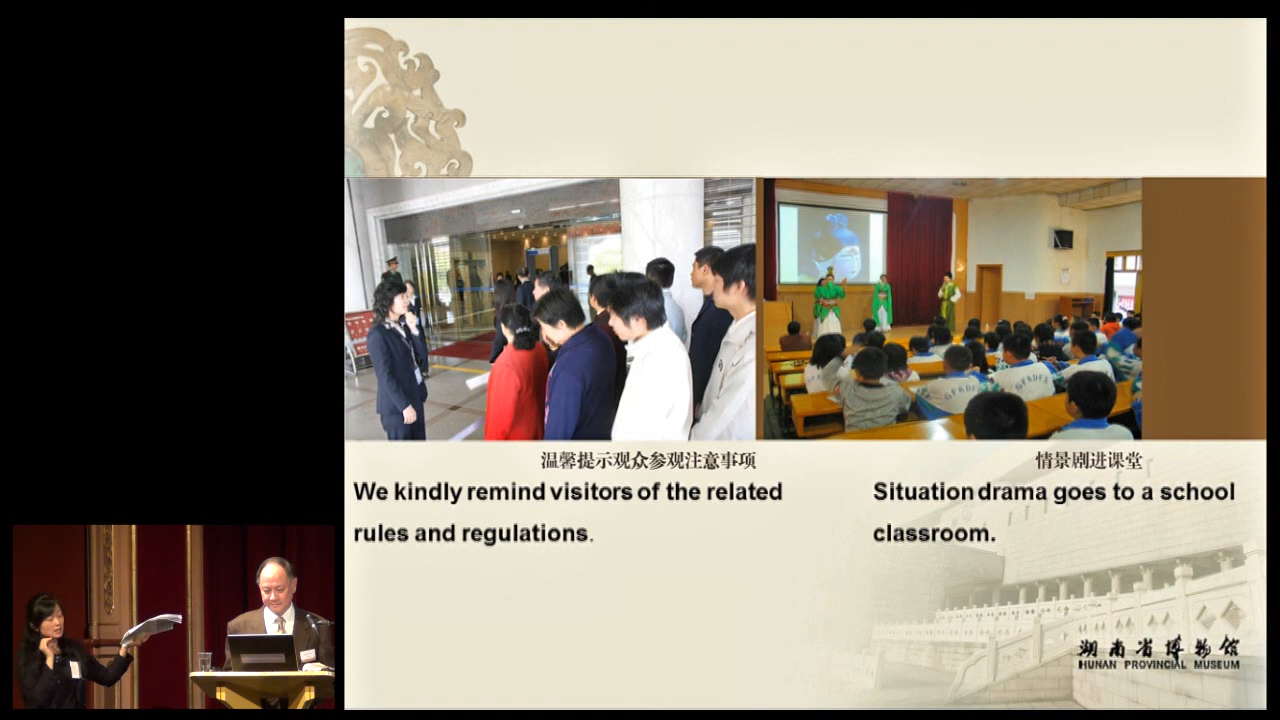 温馨提示观众参观注意事项
We kindly remind visitors of the related
rules and regulations.
情景剧进课堂
Situation drama goes to a school
classroom.
湖南省博物馆
HUNAN PROVINCIAL MUSEUM